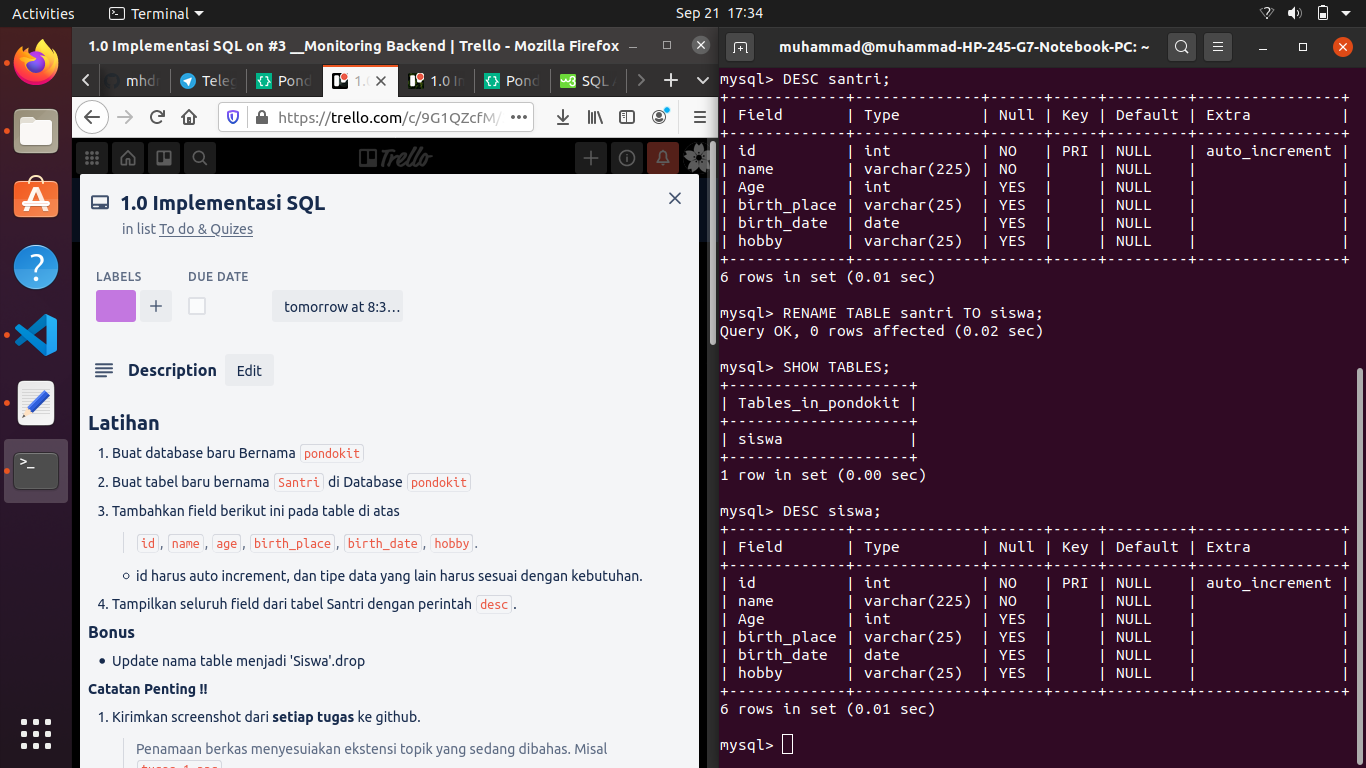 Activities
Terminal
Sep 21 17:34
1.0 Implementasi SQL on #3 __Monitoring Backend | Trello - Mozilla Firefox
mhdr
Teleg
Pond
1.
1.0 In
Pond
SQL
https://trello.com/c/9G1QZcfM/
Trello
1.0 Implementasi SQL
in list To do & Quizes
LABELS
DUE DATE
tomorrow at 8:3...
Description
Edit
Latihan
1. Buat database baru Bernama pondokit
2. Buat tabel baru bernama Santri di Database pondokit
3. Tambahkan field berikut ini pada table di atas
id, name, age, birth_place, birth_date, hobby.
id harus auto increment, dan tipe data yang lain harus sesuai dengan kebutuhan.
4. Tampilkan seluruh field dari tabel Santri dengan perintah desc.
Bonus
• Update nama table menjadi 'Siswa'.drop
Catatan Penting !!
1. Kirimkan screenshot dari setiap tugas ke github.
Penamaan berkas menyesuiakan ekstensi topik yang sedang dibahas. Misal
muhammad@muhammad-HP-245-G7-Notebook-PC: ~
mysql> DESC santri;
+-------------+--------------+------+-----+---------+----------------+
| Field       | Type         | Null | Key | Default | Extra          |
+-------------+--------------+------+-----+---------+----------------+
| id          | int          | NO   | PRI | NULL    | auto_increment |
| name        | varchar(225) | NO   |     | NULL    |                |
| Age         | int          | YES  |     | NULL    |                |
| birth_place | varchar(25)  | YES  |     | NULL    |                |
| birth_date  | date         | YES  |     | NULL    |                |
| hobby       | varchar(25)  | YES  |     | NULL    |                |
+-------------+--------------+------+-----+---------+----------------+
6 rows in set (0.01 sec)
mysql> RENAME TABLE santri TO siswa;
Query OK, 0 rows affected (0.02 sec)
mysql> SHOW TABLES;
+--------------------+
| Tables_in_pondokit |
+--------------------+
| siswa              |
+--------------------+
1 row in set (0.00 sec)
mysql> DESC siswa;
+-------------+--------------+------+-----+---------+----------------+
| Field       | Type         | Null | Key | Default | Extra          |
+-------------+--------------+------+-----+---------+----------------+
| id          | int          | NO   | PRI | NULL    | auto_increment |
| name        | varchar(225) | NO   |     | NULL    |                |
| Age         | int          | YES  |     | NULL    |                |
| birth_place | varchar(25)  | YES  |     | NULL    |                |
| birth_date  | date         | YES  |     | NULL    |                |
| hobby       | varchar(25)  | YES  |     | NULL    |                |
+-------------+--------------+------+-----+---------+----------------+
6 rows in set (0.01 sec)
mysql>